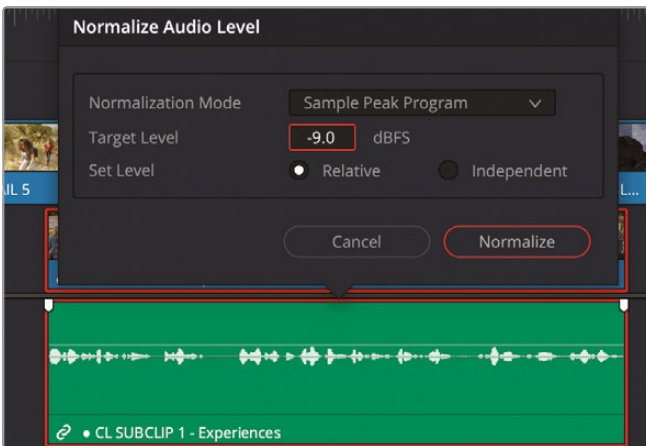 Normalize Audio Level
Normalization Mode Sample Peak Program
Target Level -9.0 dBFS
Set Level Relative Independent
IL 5
L...
Cancel Normalize
CL SUBCLIP 1 - Experiences